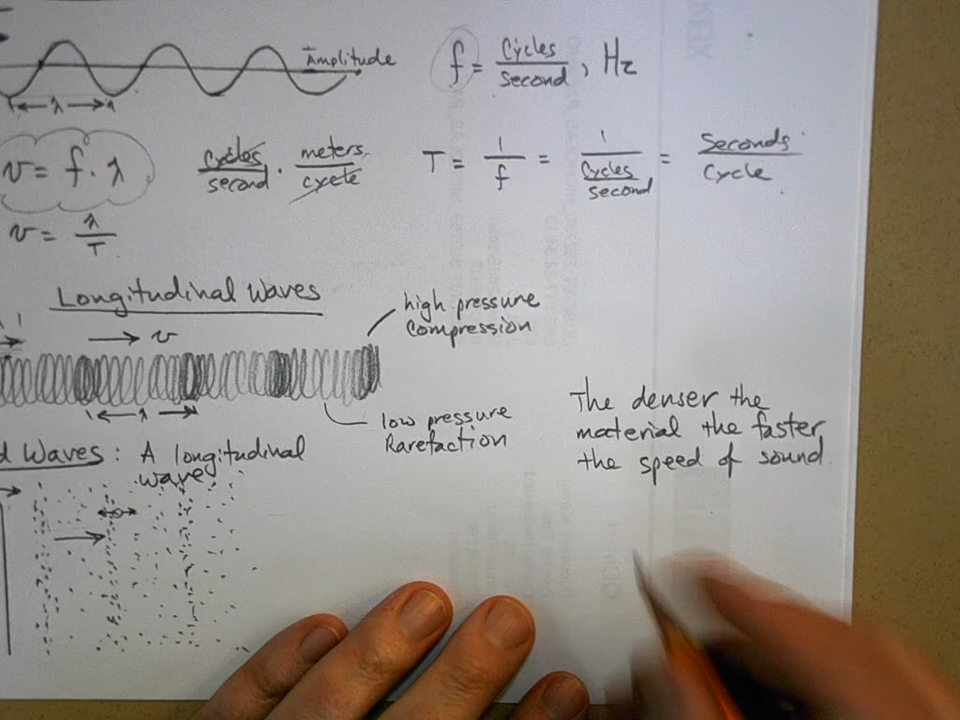 Amplitude
f = cycles/second, Hz
λ
v = f · λ
cycles/second · meters/cycle
T = 1/f = 1/(cycles/second) = seconds/cycle
v = λ/T
Longitudinal Waves
v
high pressure
compression
λ
low pressure
Rarefaction
The denser the
material the faster
the speed of sound
Waves: A longitudinal
wave